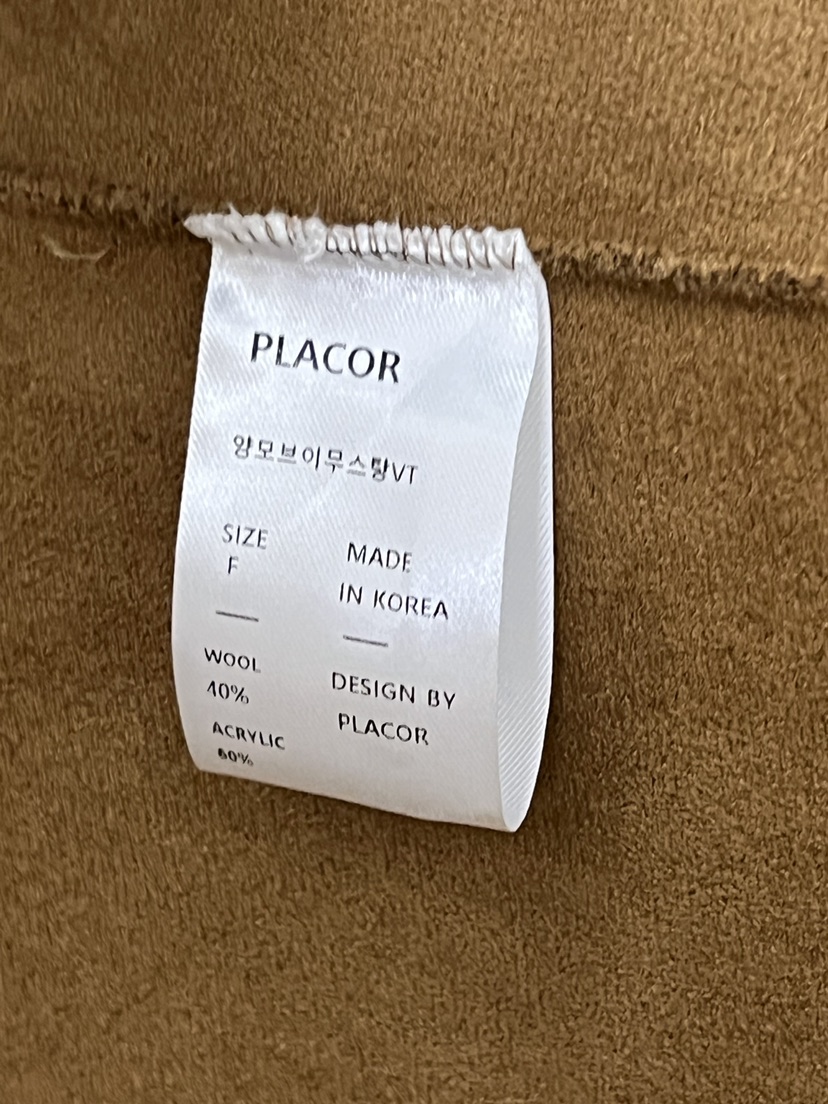 PLACOR
양모브이무스탕VT
SIZE
F
MADE
IN KOREA
WOOL
40%
ACRYLIC
60%
DESIGN BY
PLACOR